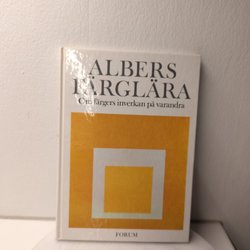 ALBERS
FÄRGLÄRA
Om färgers inverkan på varandra
FORUM